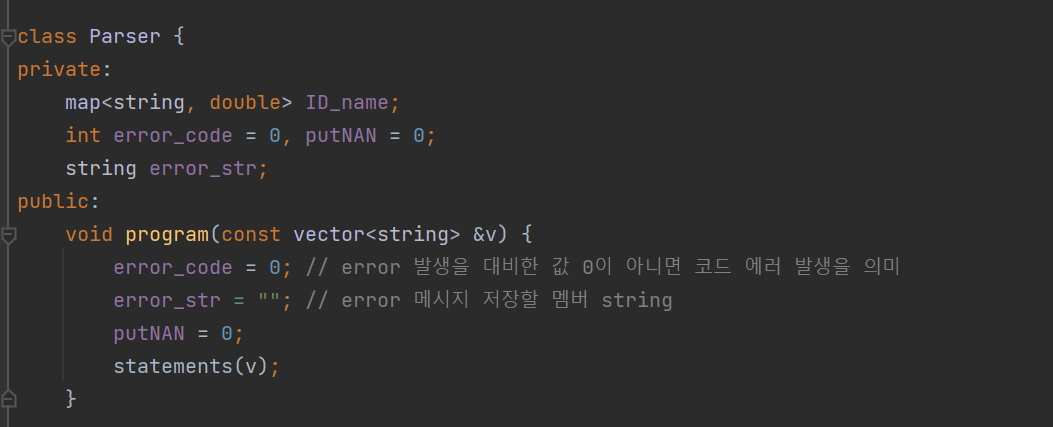 class Parser {
private:
    map<string, double> ID_name;
    int error_code = 0, putNAN = 0;
    string error_str;
public:
    void program(const vector<string> &v) {
        error_code = 0; // error 발생을 대비한 값 0이 아니면 코드 에러 발생을 의미
        error_str = ""; // error 메시지 저장할 멤버 string
        putNAN = 0;
        statements(v);
    }